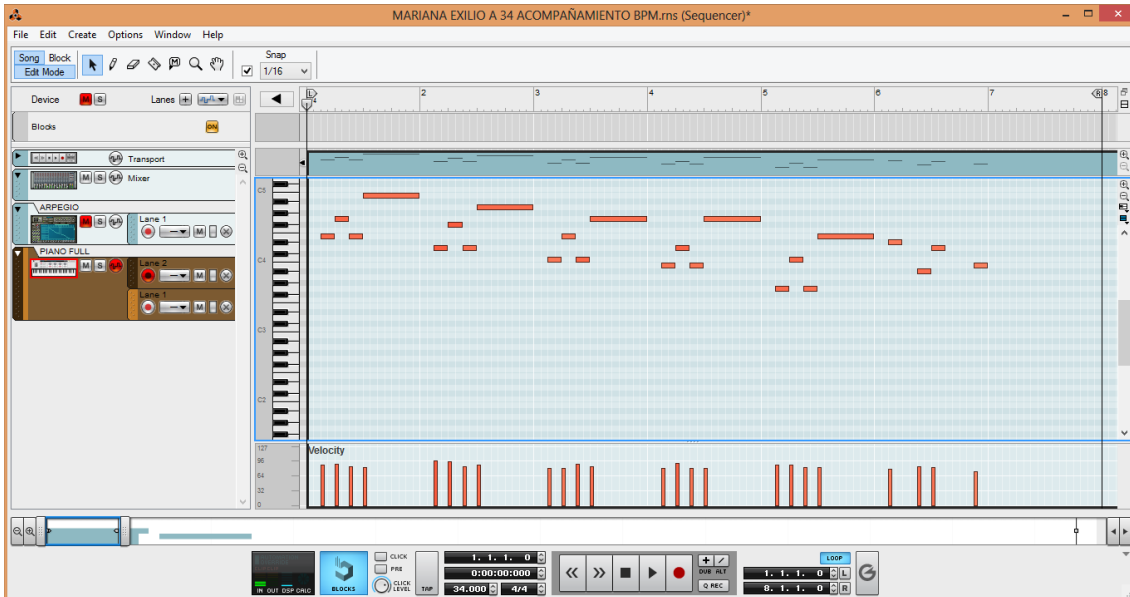 MARIANA EXILIO A 34 ACOMPAÑAMIENTO BPM.rns (Sequencer)*
File Edit Create Options Window Help
Song Block
Edit Mode
Snap
1/16
Device M S Lanes
Blocks ON
L 4 2 3 4 5 6 7 R 8
Transport
M S Mixer
ARPEGIO
M S Lane 1
M
PIANO FULL
M S Lane 2
M
Lane 1
M
C5
C4
C3
C2
Velocity
127
96
64
32
0
IN OUT DSP CALC
BLOCKS
CLICK
PRE
CLICK
LEVEL
TAP
1. 1. 1. 0
0:00:00:000
34.000 4/4
DUB ALT
Q REC
LOOP
1. 1. 1. 0 L
8. 1. 1. 0 R